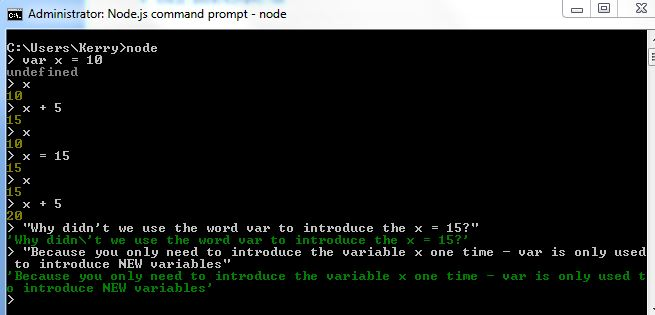 Administrator: Node.js command prompt - node
C:\Users\Kerry>node
> var x = 10
undefined
> x
10
> x + 5
15
> x
10
> x = 15
15
> x
15
> x + 5
20
> "Why didn't we use the word var to introduce the x = 15?"
'Why didn\'t we use the word var to introduce the x = 15?'
> "Because you only need to introduce the variable x one time - var is only used
 to introduce NEW variables"
'Because you only need to introduce the variable x one time - var is only used t
o introduce NEW variables'
>